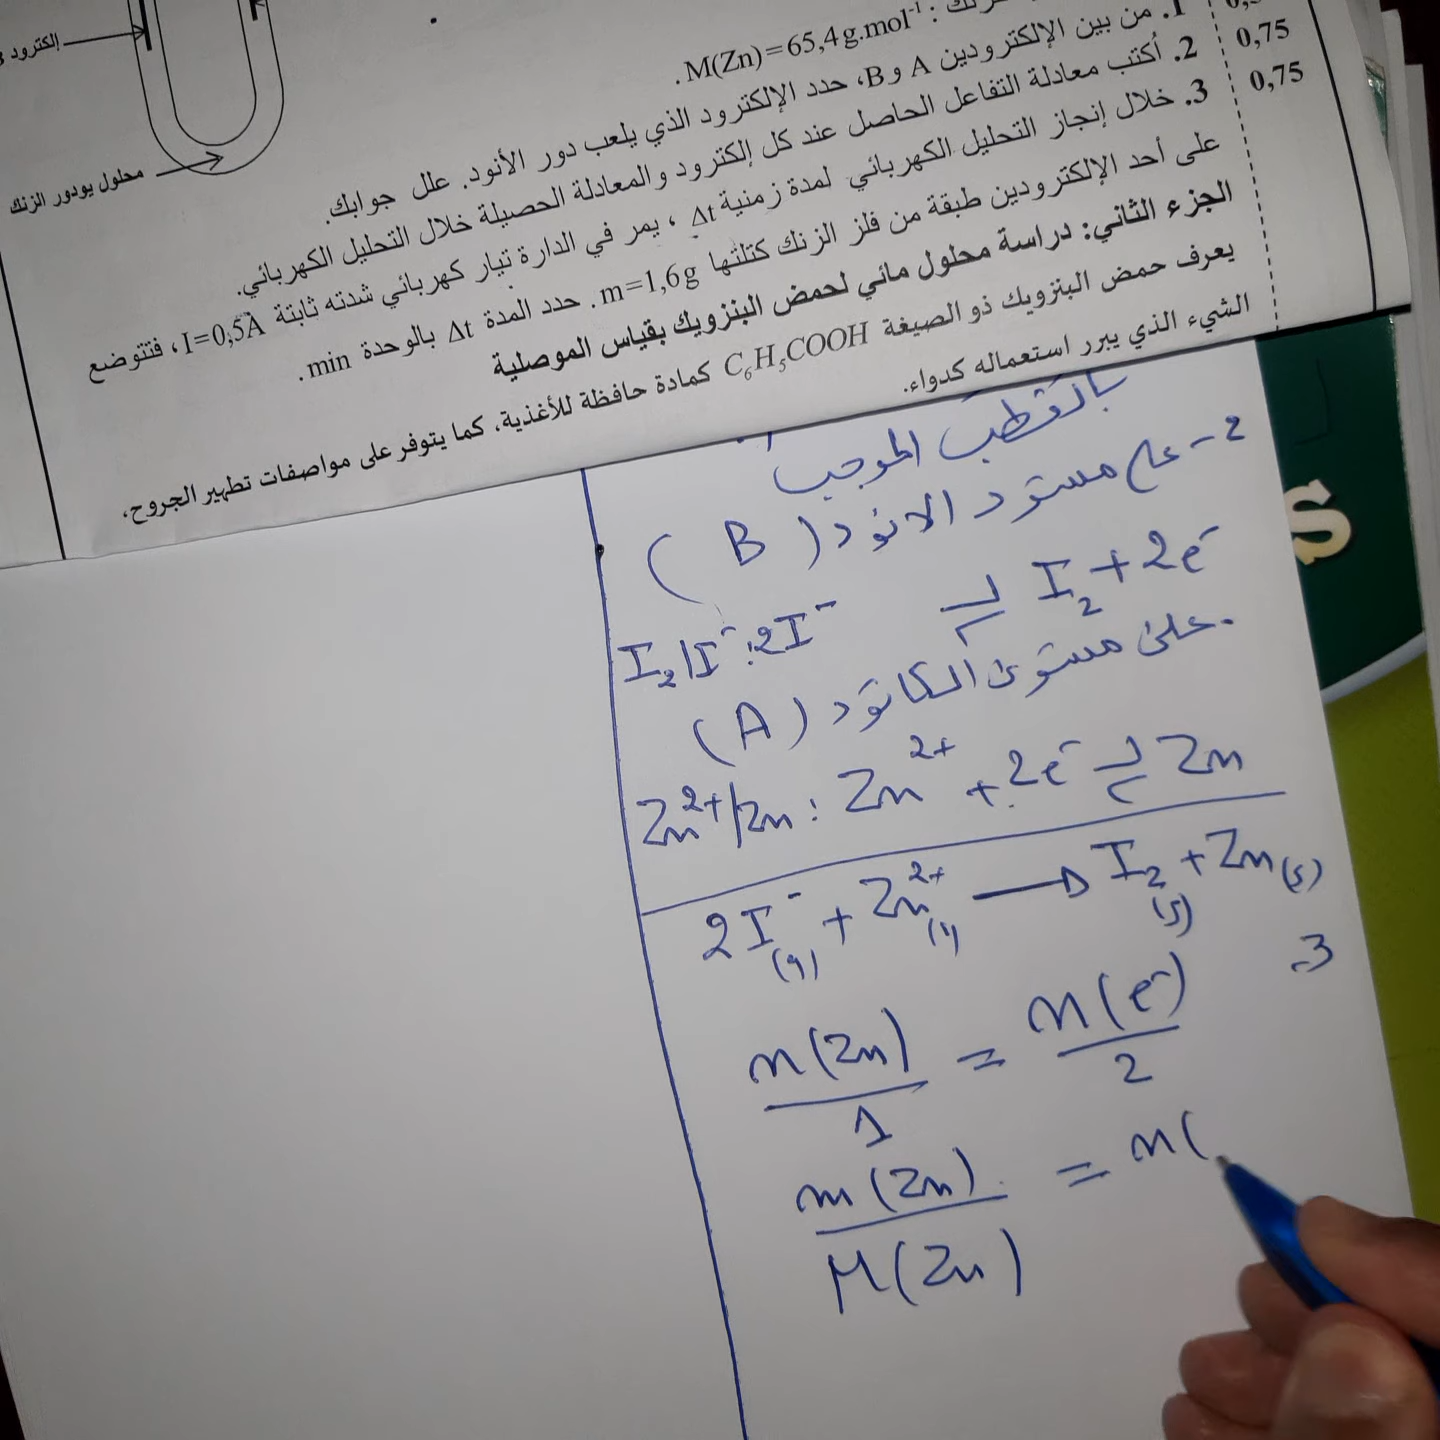 إلكترود
محلول يودور الزنك
M(Zn)=65,4g.mol⁻¹ :
1. من بين الإلكترودين A و B، حدد الإلكترود الذي يلعب دور الأنود. علل جوابك.
0,75
2. أكتب معادلة التفاعل الحاصل عند كل إلكترود والمعادلة الحصيلة خلال التحليل الكهربائي.
0,75
3. خلال إنجاز التحليل الكهربائي لمدة زمنية Δt ، يمر في الدارة تيار كهربائي شدته ثابتة I=0,5A، فتتوضع
على أحد الإلكترودين طبقة من فلز الزنك كتلتها m=1,6g. حدد المدة Δt بالوحدة min.
الجزء الثاني: دراسة محلول مائي لحمض البنزويك بقياس الموصلية
يعرف حمض البنزويك ذو الصيغة C₆H₅COOH كمادة حافظة للأغذية، كما يتوفر على مواصفات تطهير الجروح،
الشيء الذي يبرر استعماله كدواء.
بالقطب الموجب
2- على مستود الانود (B)
I₂/I⁻: 2I⁻ ⇌ I₂ + 2e⁻
. على مستوى الكاتود (A)
Zn²⁺/Zn : Zn²⁺ + 2e⁻ ⇌ Zn
2I⁻ + Zn²⁺ → I₂(s) + Zn(s)
3.
n(Zn)/1 = n(e⁻)/2
m(Zn)/M(Zn) = n(
S